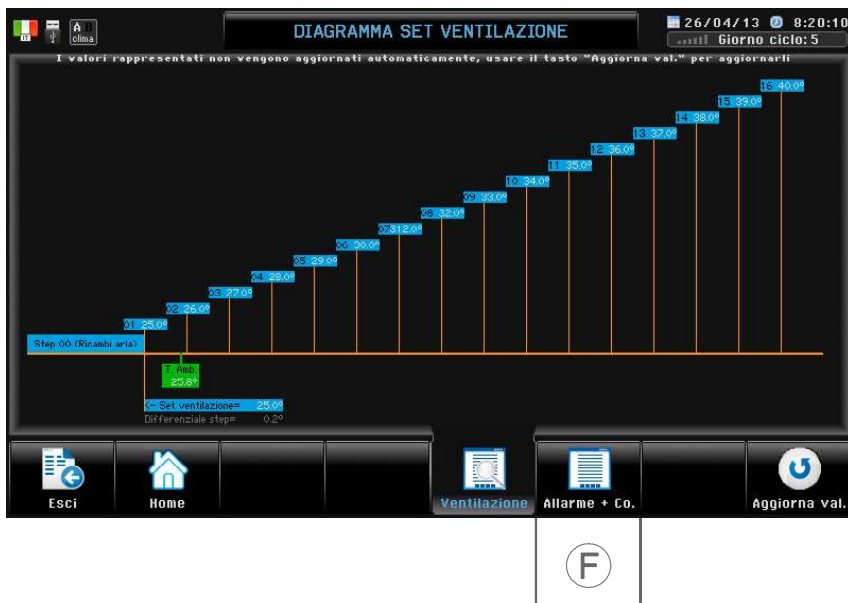 IT
A B
clima
DIAGRAMMA SET VENTILAZIONE
26/04/13 8:20:10
Giorno ciclo: 5
I valori rappresentati non vengono aggiornati automaticamente, usare il tasto "Aggiorna val." per aggiornarli
16 40.0°
15 39.0°
14 38.0°
13 37.0°
12 36.0°
11 35.0°
10 34.0°
09 33.0°
08 32.0°
07 312.0°
06 30.0°
05 29.0°
04 28.0°
03 27.0°
02 26.0°
01 25.0°
Step 00 (Ricambi aria)
T. Amb.
25.8°
<- Set ventilazione= 25.0°
Differenziale step= 0.2°
Esci
Home
Ventilazione
Allarme + Co.
Aggiorna val.
F